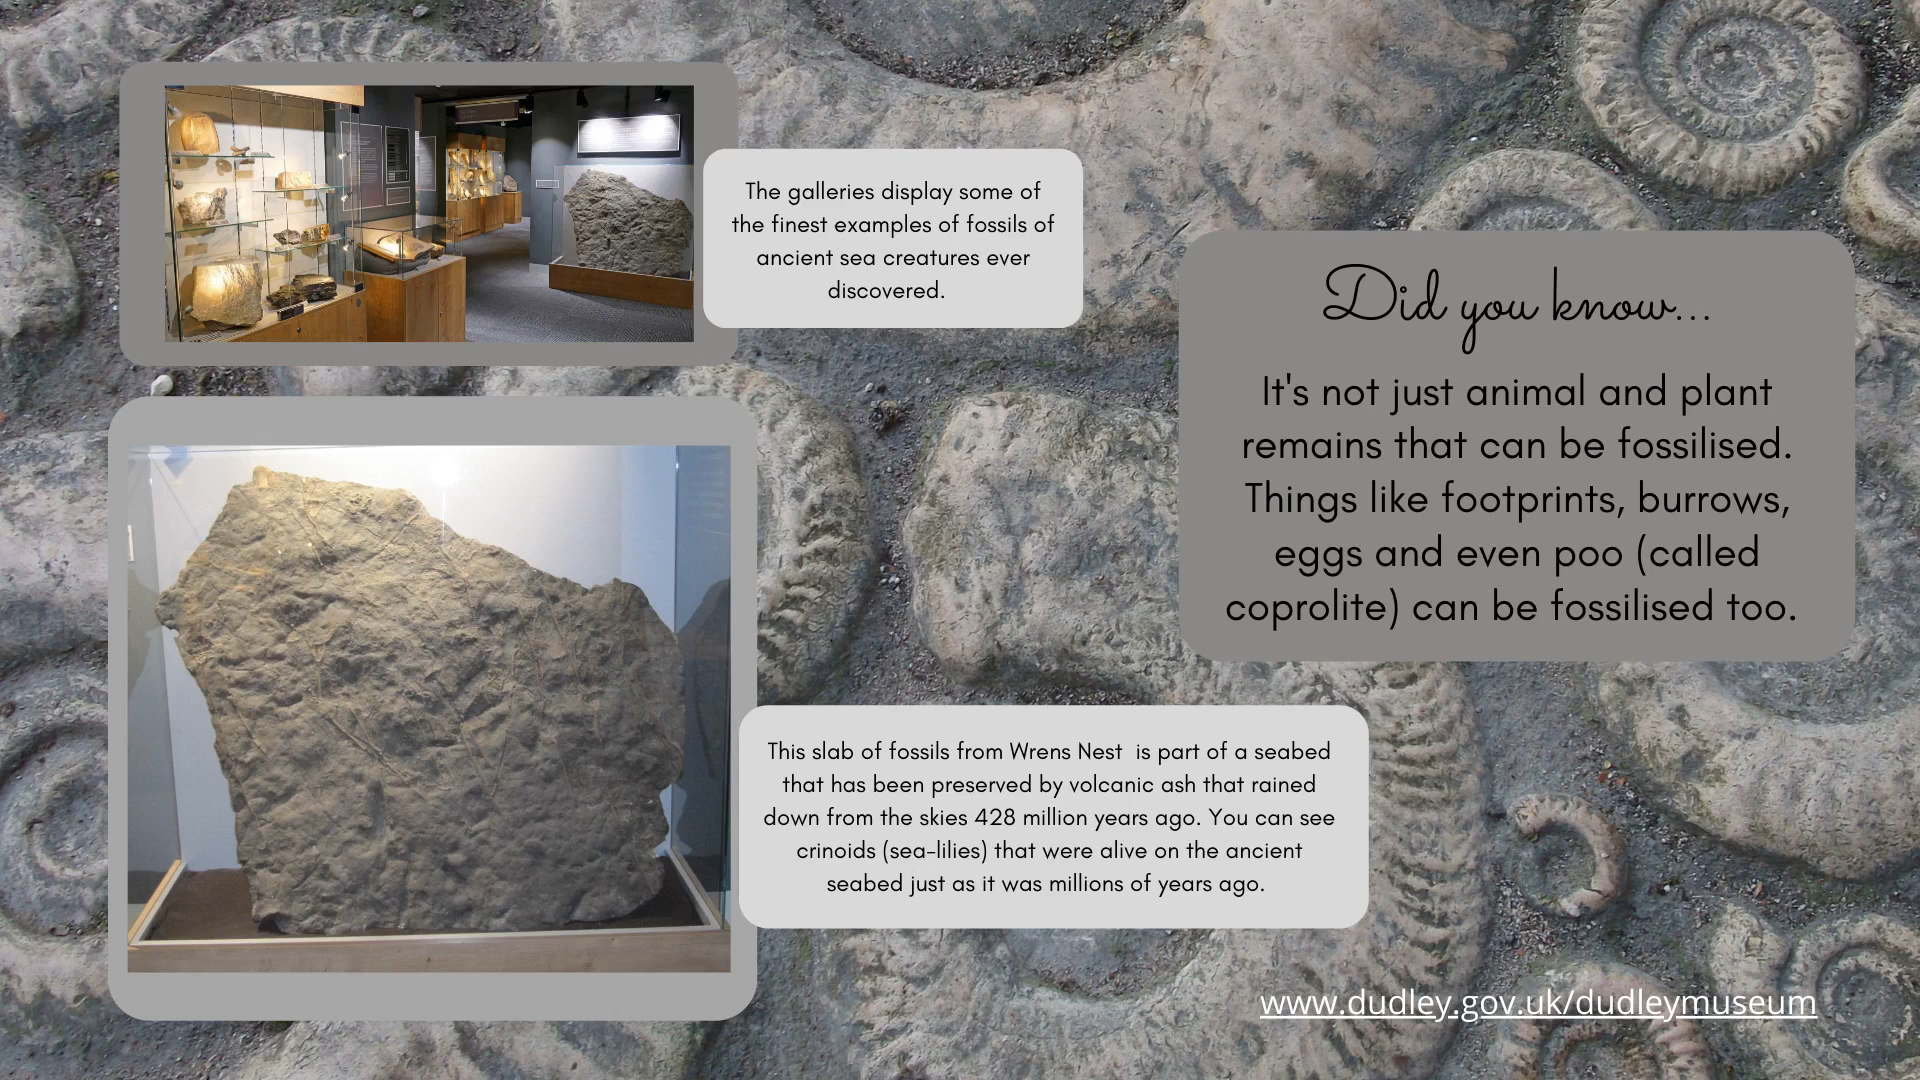 The galleries display some of
the finest examples of fossils of
ancient sea creatures ever
discovered.
Did you know...
It's not just animal and plant
remains that can be fossilised.
Things like footprints, burrows,
eggs and even poo (called
coprolite) can be fossilised too.
This slab of fossils from Wrens Nest  is part of a seabed
that has been preserved by volcanic ash that rained
down from the skies 428 million years ago. You can see
crinoids (sea-lilies) that were alive on the ancient
seabed just as it was millions of years ago.
www.dudley.gov.uk/dudleymuseum